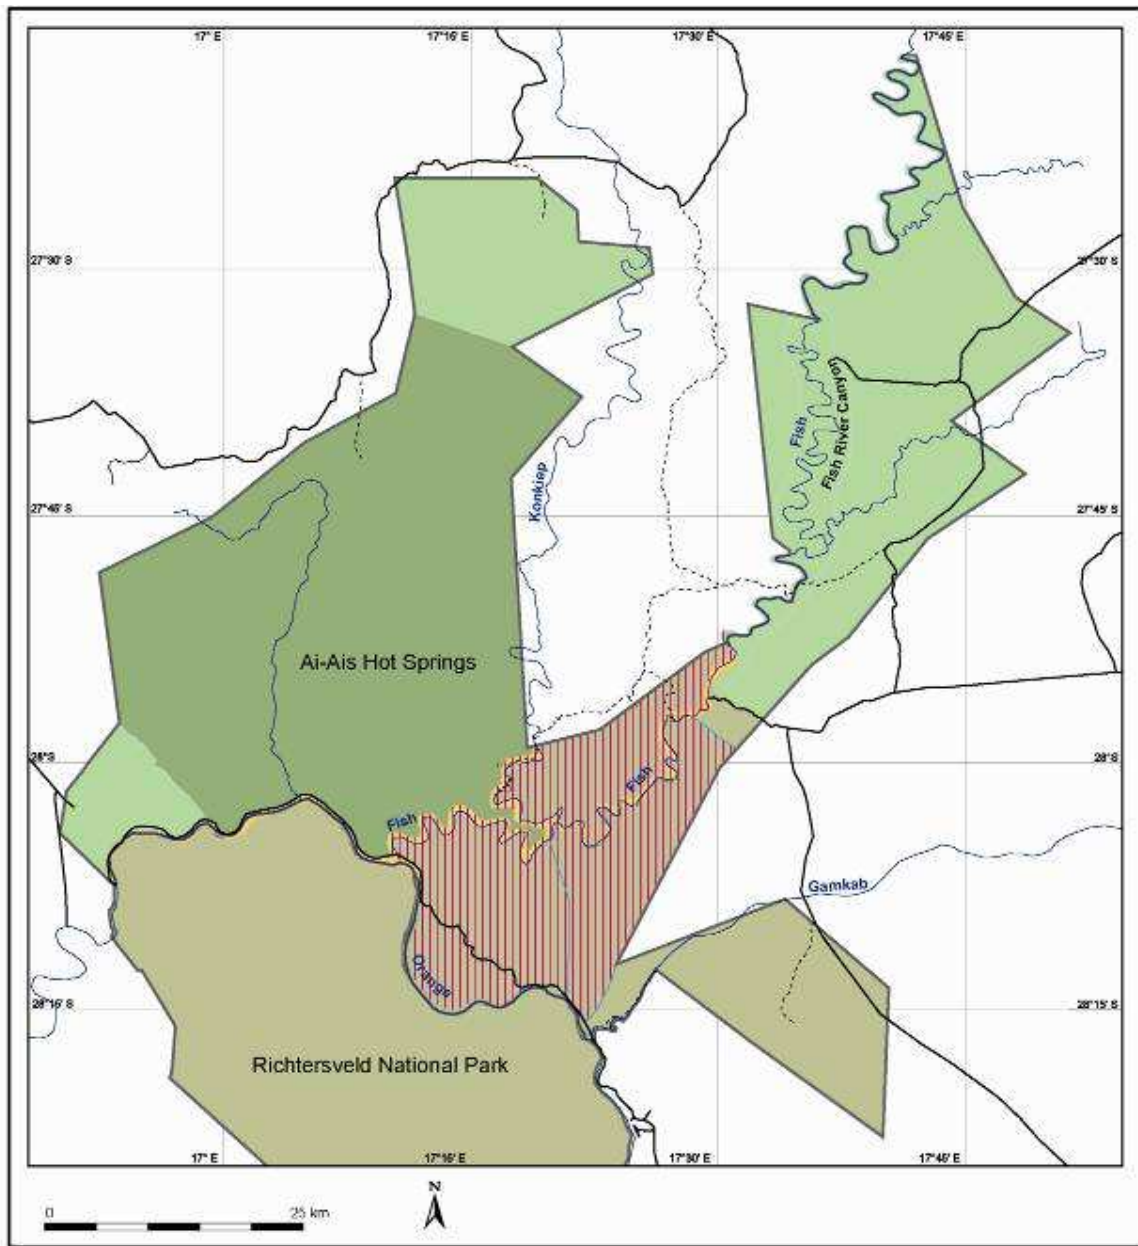 17° E
17°16' E
17°30' E
17°45' E
27°30' S
27°30' S
Fish
Fish River Canyon
Konkiep
27°45' S
27°45' S
Ai-Ais Hot Springs
28° S
28° S
Fish
Fish
Gamkab
Orange
28°15' S
28°15' S
Richtersveld National Park
17° E
17°16' E
17°30' E
17°45' E
0
25 km
N